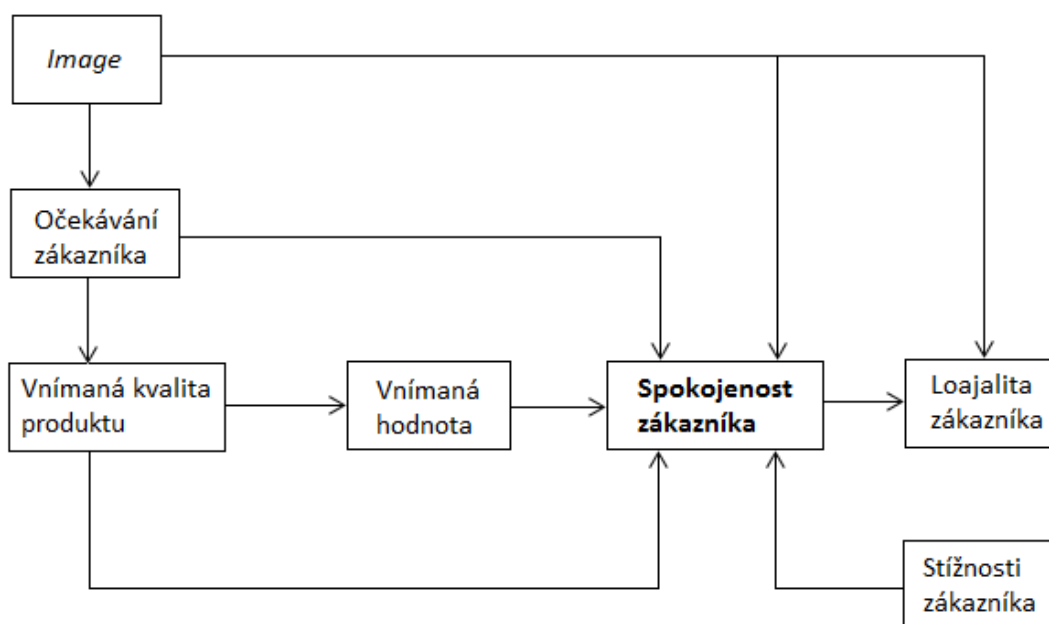 Image
Očekávání
zákazníka
Vnímaná kvalita
produktu
Vnímaná
hodnota
Spokojenost
zákazníka
Loajalita
zákazníka
Stížnosti
zákazníka